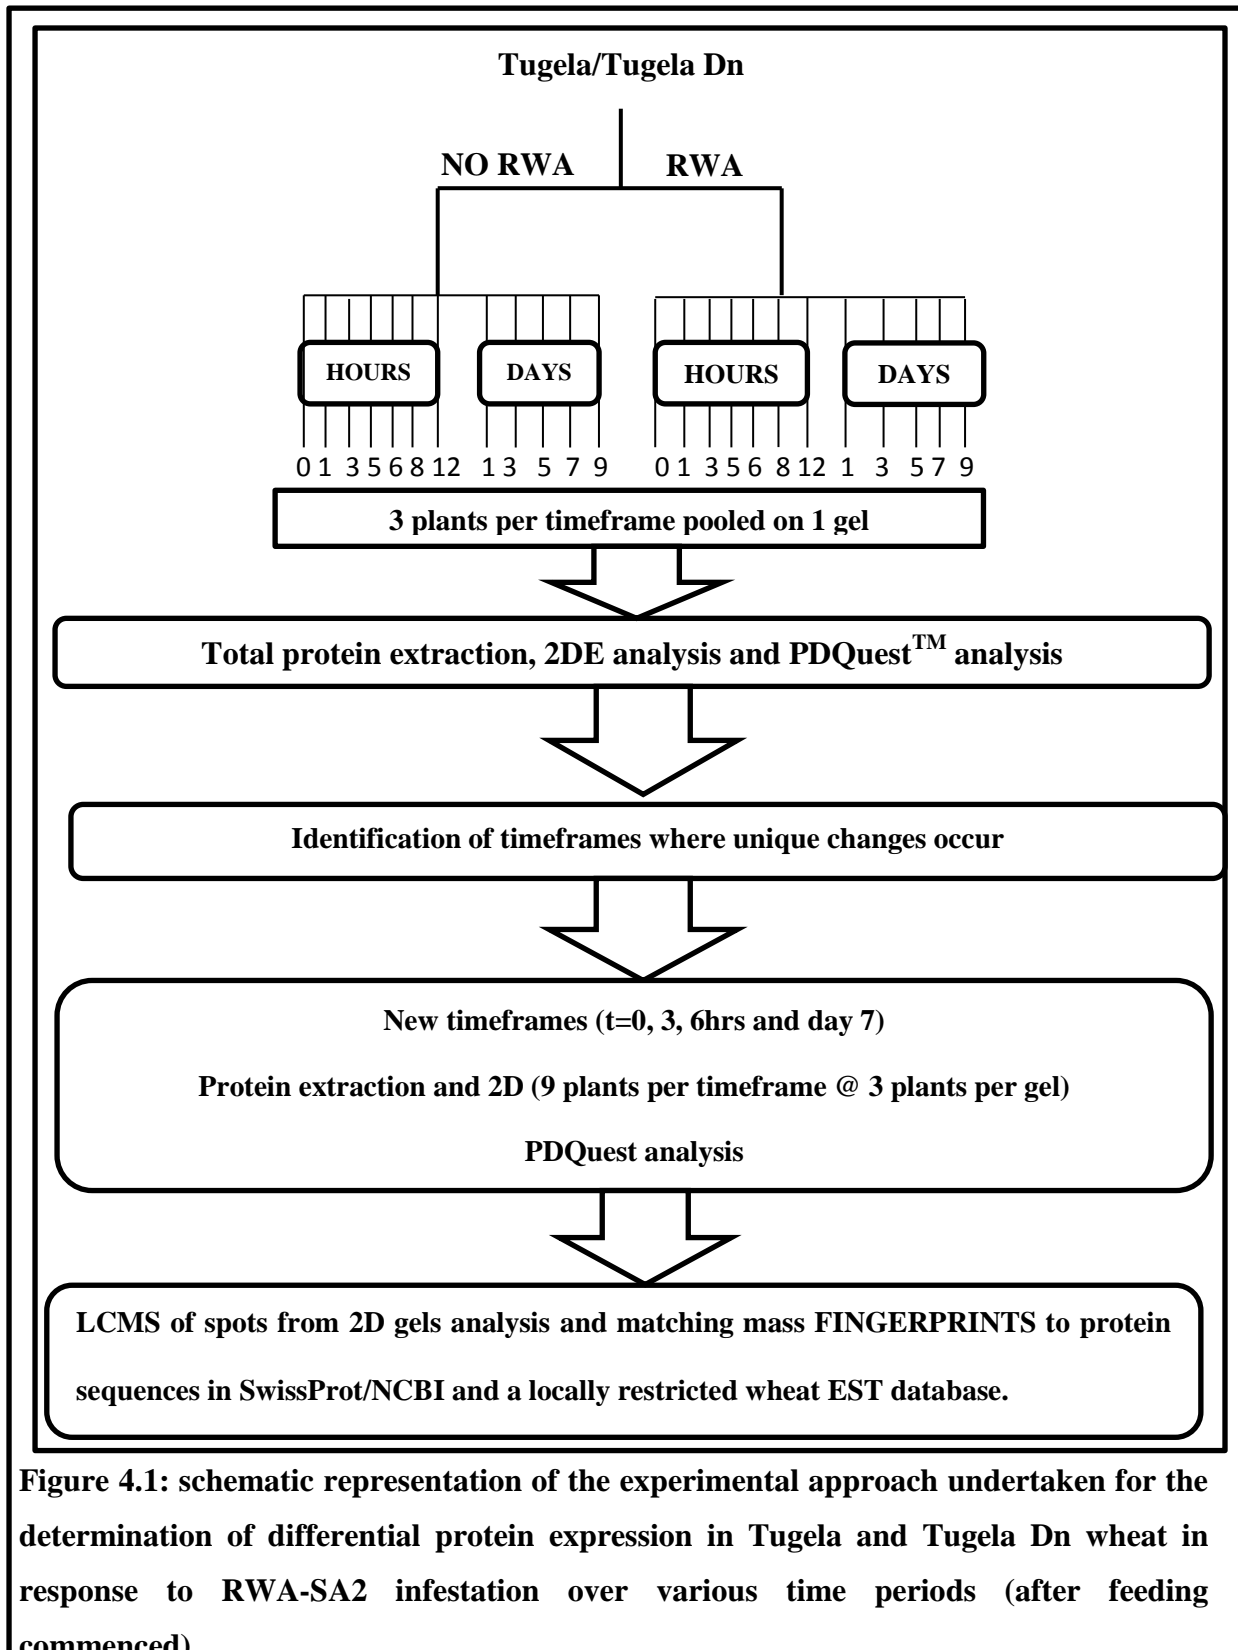 Tugela/Tugela Dn
NO RWA RWA
HOURS DAYS HOURS DAYS
0 1 3 5 6 8 12 1 3 5 7 9 0 1 3 5 6 8 12 1 3 5 7 9
3 plants per timeframe pooled on 1 gel
Total protein extraction, 2DE analysis and PDQuest™ analysis
Identification of timeframes where unique changes occur
New timeframes (t=0, 3, 6hrs and day 7)
Protein extraction and 2D (9 plants per timeframe @ 3 plants per gel)
PDQuest analysis
LCMS of spots from 2D gels analysis and matching mass FINGERPRINTS to protein
sequences in SwissProt/NCBI and a locally restricted wheat EST database.
Figure 4.1: schematic representation of the experimental approach undertaken for the
determination of differential protein expression in Tugela and Tugela Dn wheat in
response to RWA-SA2 infestation over various time periods (after feeding
commenced)